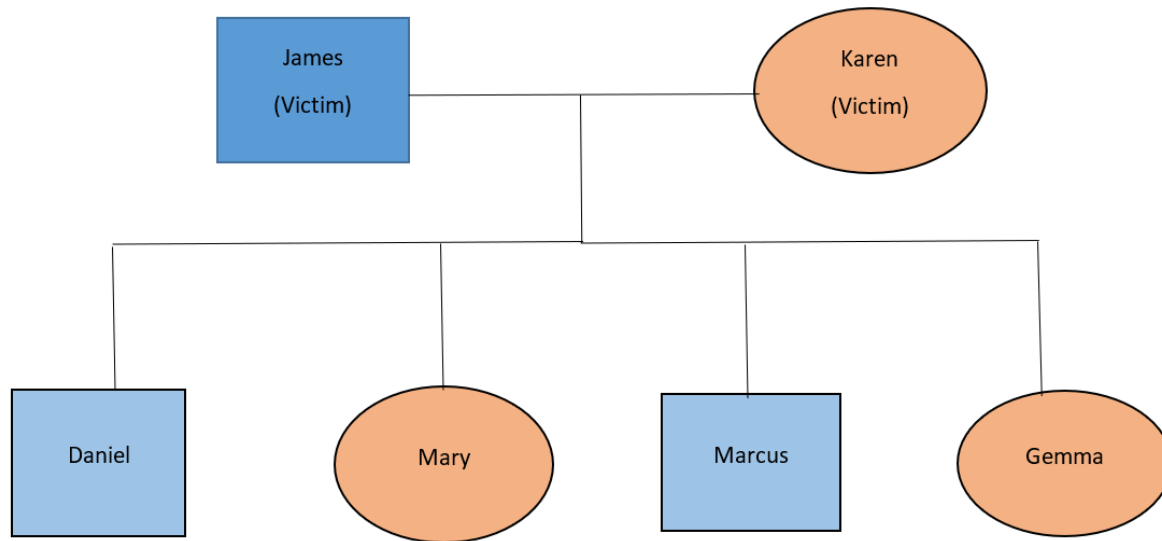 James
(Victim)
Karen
(Victim)
Daniel
Mary
Marcus
Gemma